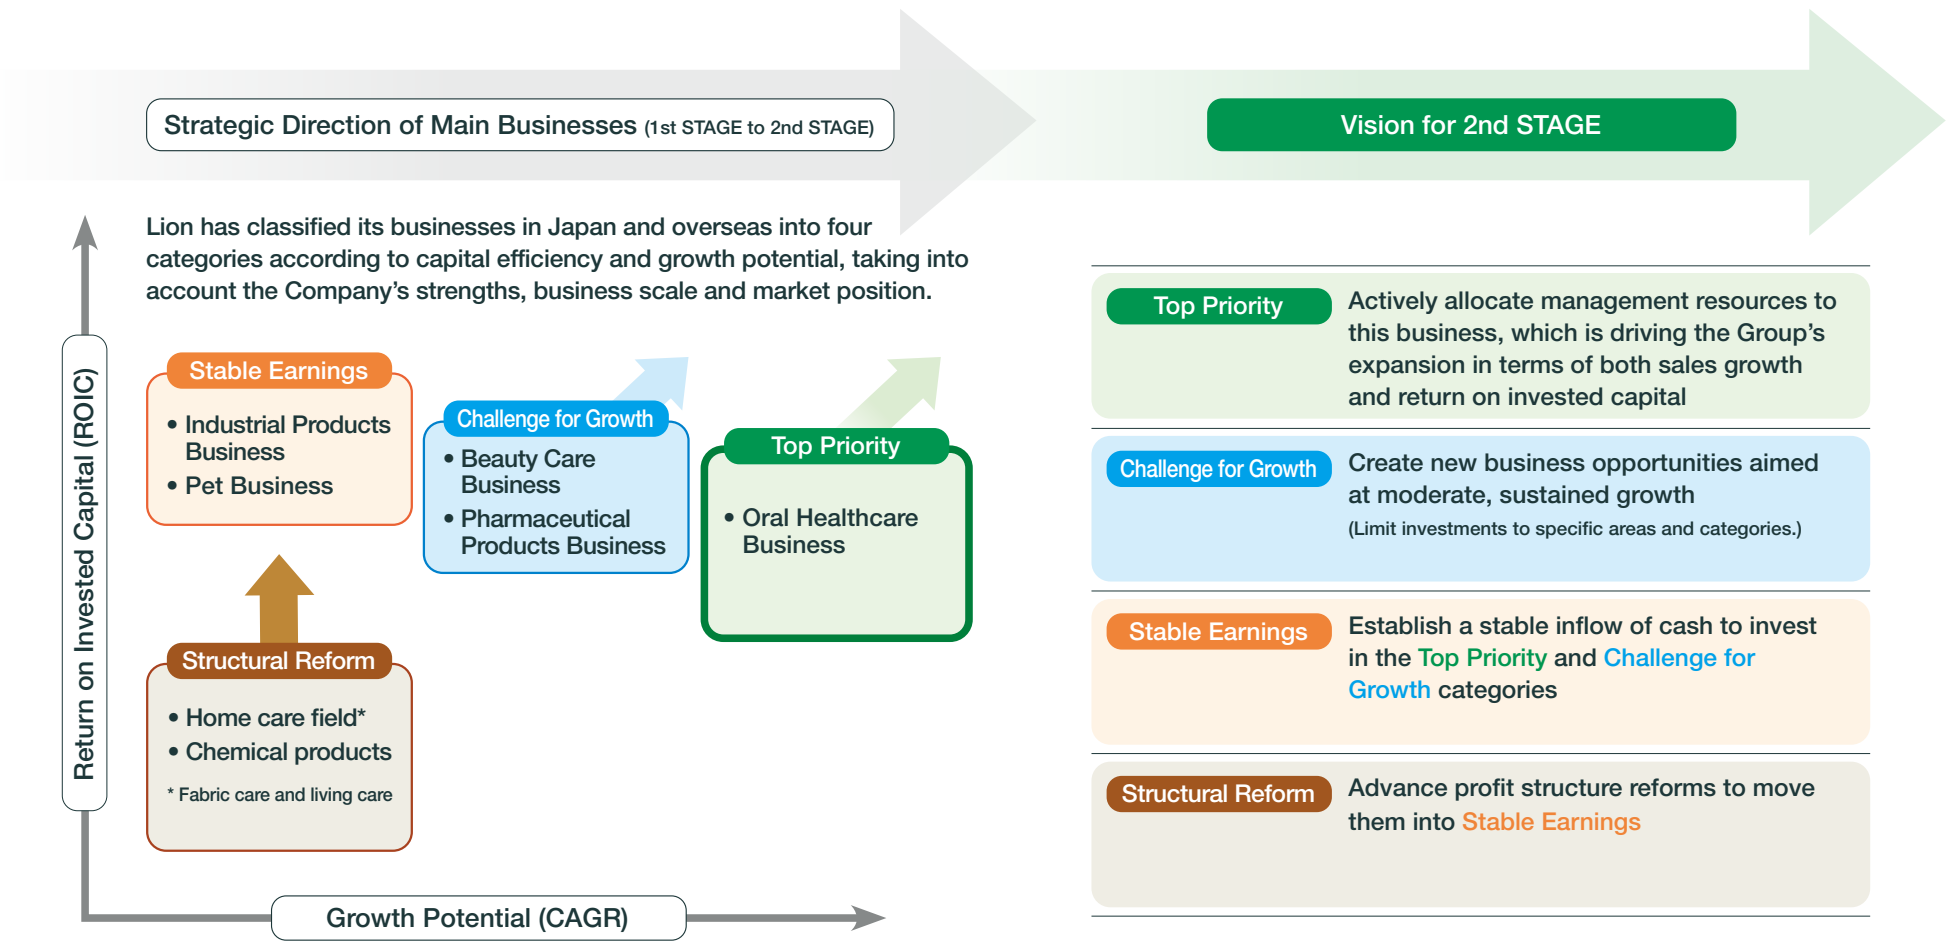 Strategic Direction of Main Businesses (1st STAGE to 2nd STAGE)
Vision for 2nd STAGE
Lion has classified its businesses in Japan and overseas into four
categories according to capital efficiency and growth potential, taking into
account the Company’s strengths, business scale and market position.
Return on Invested Capital (ROIC)
Stable Earnings
• Industrial Products
Business
• Pet Business
Challenge for Growth
• Beauty Care
Business
• Pharmaceutical
Products Business
Top Priority
• Oral Healthcare
Business
Structural Reform
• Home care field*
• Chemical products
* Fabric care and living care
Growth Potential (CAGR)
Top Priority
Actively allocate management resources to
this business, which is driving the Group’s
expansion in terms of both sales growth
and return on invested capital
Challenge for Growth
Create new business opportunities aimed
at moderate, sustained growth
(Limit investments to specific areas and categories.)
Stable Earnings
Establish a stable inflow of cash to invest
in the Top Priority and Challenge for
Growth categories
Structural Reform
Advance profit structure reforms to move
them into Stable Earnings